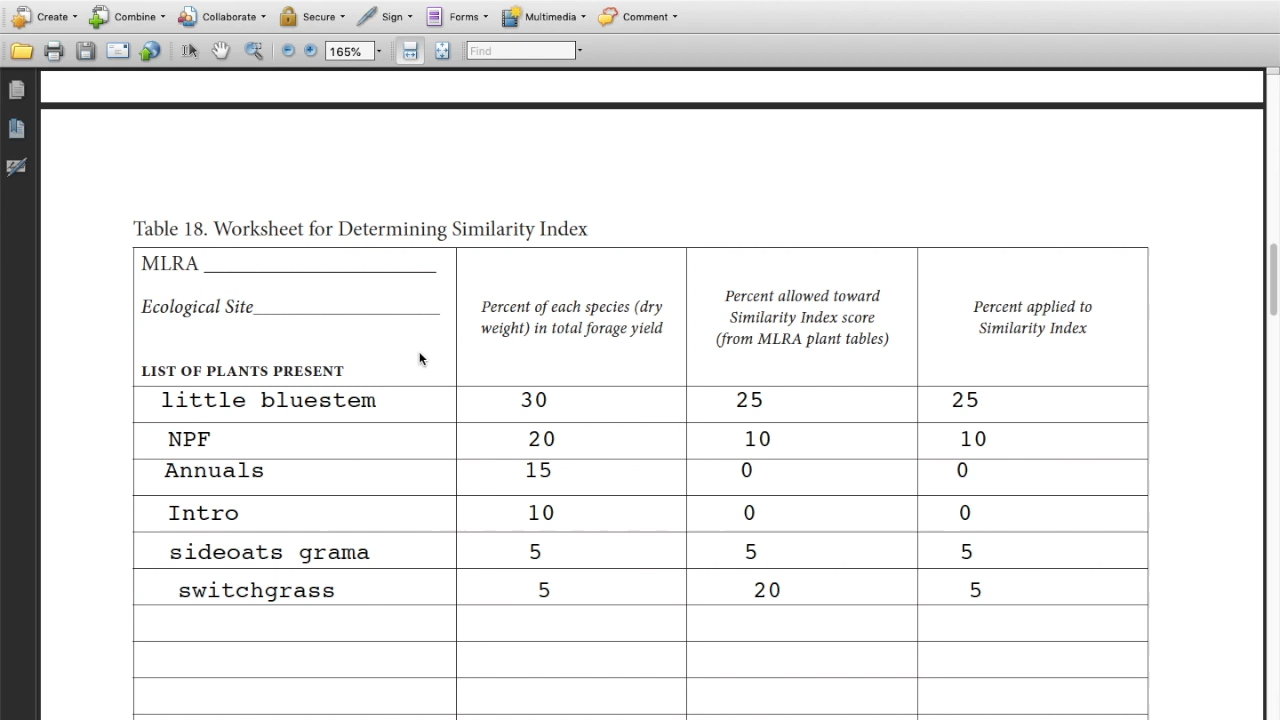 Create Combine Collaborate Secure Sign Forms Multimedia Comment
165% Find
Table 18. Worksheet for Determining Similarity Index
MLRA
Ecological Site
LIST OF PLANTS PRESENT
Percent of each species (dry
weight) in total forage yield
Percent allowed toward
Similarity Index score
(from MLRA plant tables)
Percent applied to
Similarity Index
little bluestem 30 25 25
NPF 20 10 10
Annuals 15 0 0
Intro 10 0 0
sideoats grama 5 5 5
switchgrass 5 20 5